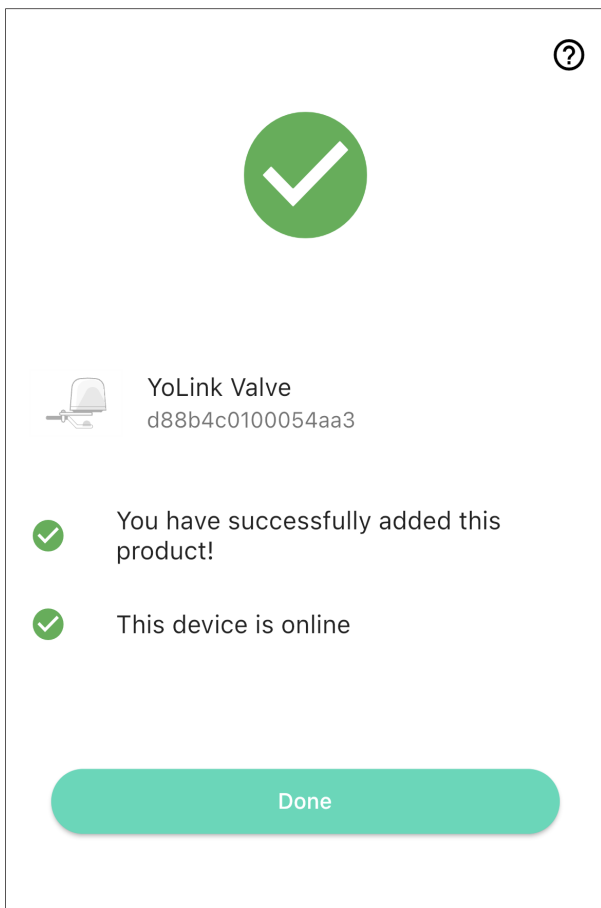 YoLink Valve
d88b4c0100054aa3
You have successfully added this
product!
This device is online
Done